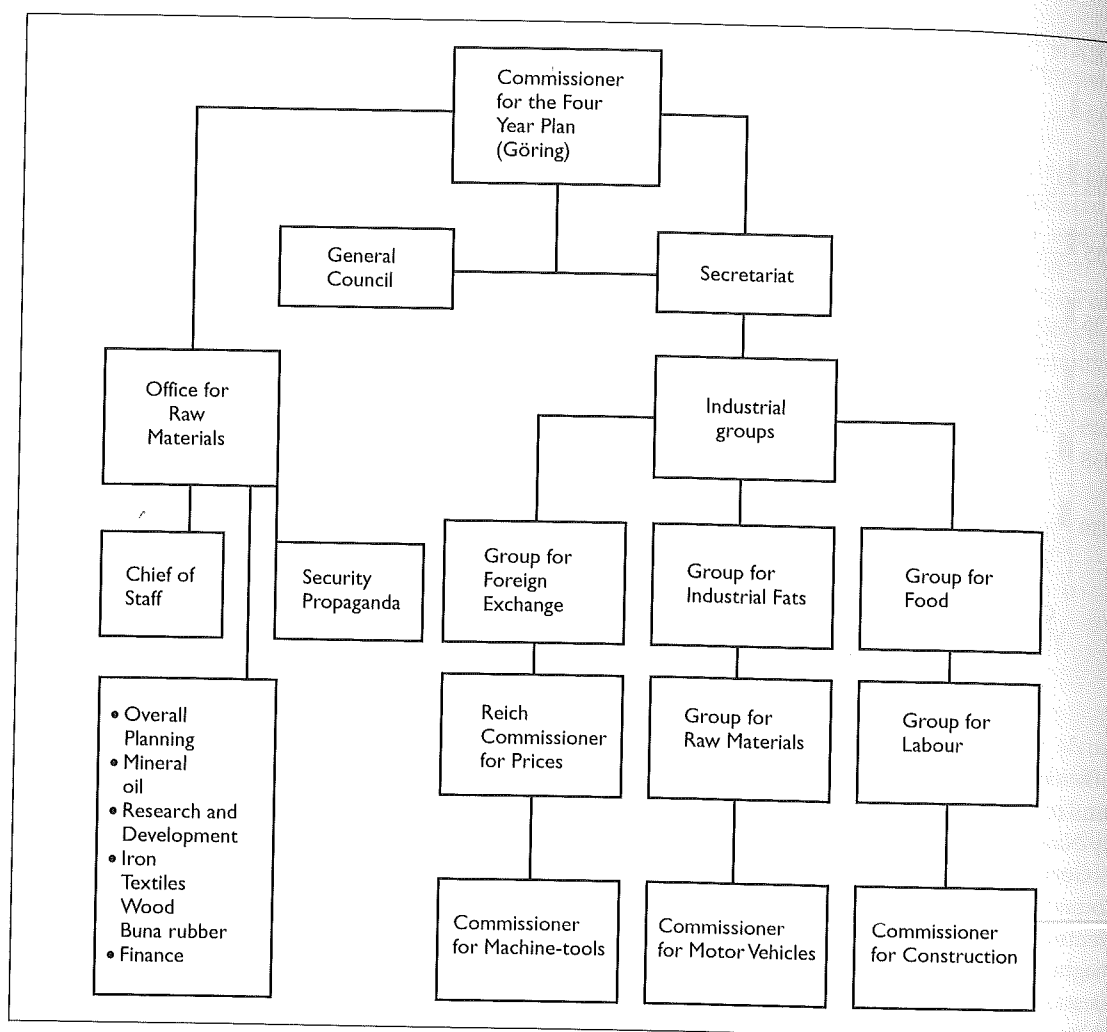 Commissioner
for the Four
Year Plan
(Göring)
General
Council
Secretariat
Office for
Raw
Materials
Industrial
groups
Chief of
Staff
Security
Propaganda
Group for
Foreign
Exchange
Group for
Industrial Fats
Group for
Food
• Overall
Planning
• Mineral
oil
• Research and
Development
• Iron
Textiles
Wood
Buna rubber
• Finance
Reich
Commissioner
for Prices
Group for
Raw Materials
Group for
Labour
Commissioner
for Machine-tools
Commissioner
for Motor Vehicles
Commissioner
for Construction